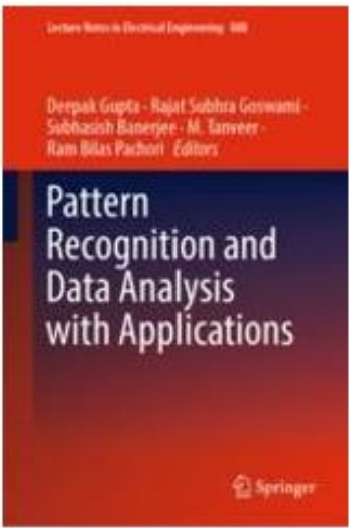 Lecture Notes in Electrical Engineering 888
Deepak Gupta · Rajat Subhra Goswami ·
Subhasish Banerjee · M. Tanveer ·
Ram Bilas Pachori Editors
Pattern
Recognition and
Data Analysis
with Applications
Springer